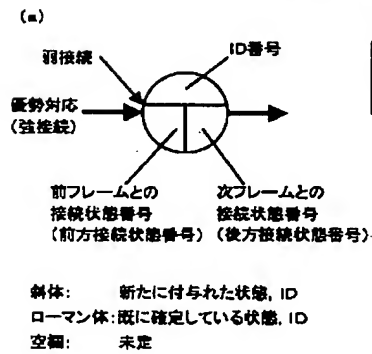 (a)
弱接続
ID番号
優勢対応
(強接続)
前フレームとの
接続状態番号
(前方接続状態番号)
次フレームとの
接続状態番号
(後方接続状態番号)
斜体: 新たに付与れた状態, ID
ローマン体:既に確定している状態, ID
空欄: 未定